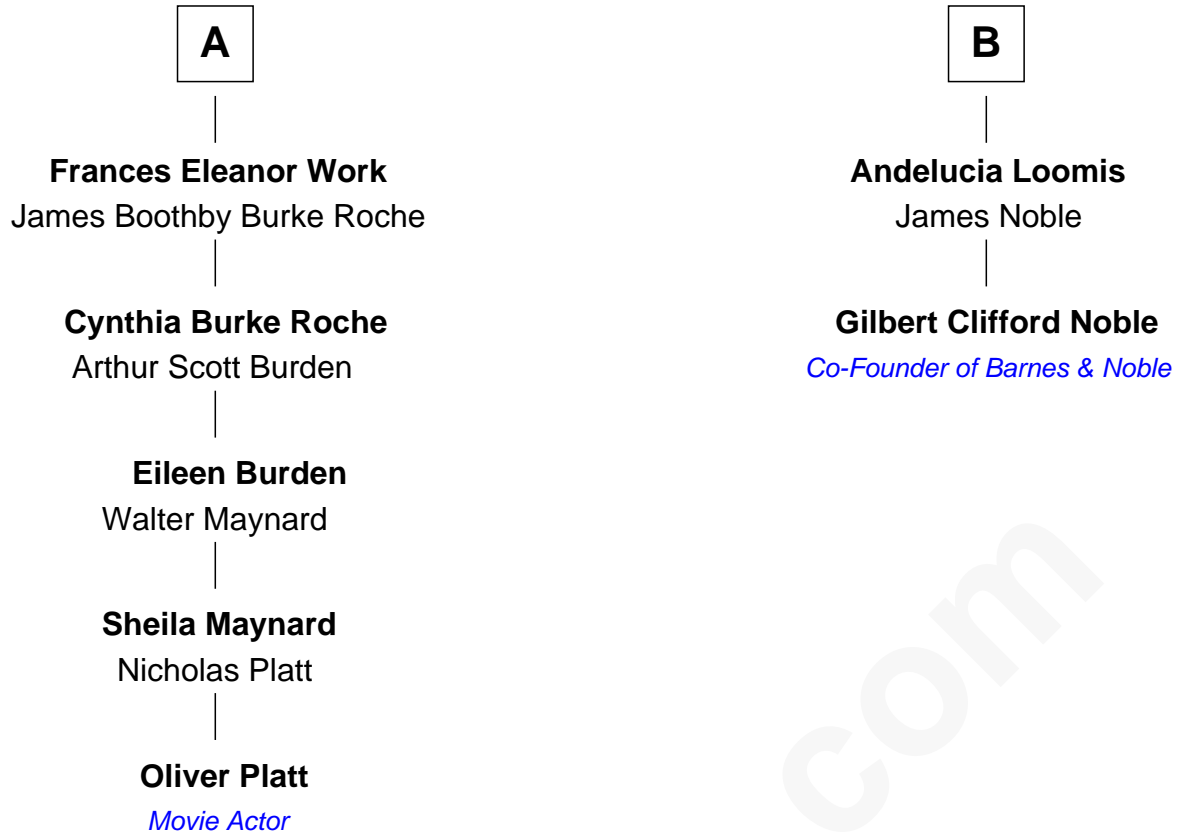 A
Frances Eleanor Work
James Boothby Burke Roche
Cynthia Burke Roche
Arthur Scott Burden
Eileen Burden
Walter Maynard
Sheila Maynard
Nicholas Platt
Oliver Platt
Movie Actor
B
Andelucia Loomis
James Noble
Gilbert Clifford Noble
Co-Founder of Barnes & Noble
com